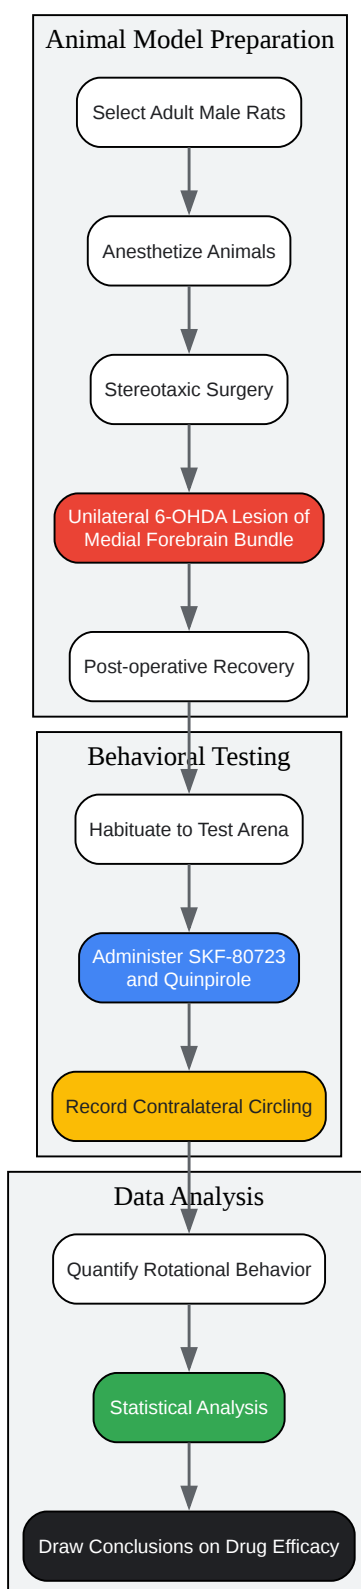 Animal Model Preparation
Select Adult Male Rats
Anesthetize Animals
Stereotaxic Surgery
Unilateral 6-OHDA Lesion of
Medial Forebrain Bundle
Post-operative Recovery
Behavioral Testing
Habituate to Test Arena
Administer SKF-80723
and Quinpirole
Record Contralateral Circling
Data Analysis
Quantify Rotational Behavior
Statistical Analysis
Draw Conclusions on Drug Efficacy